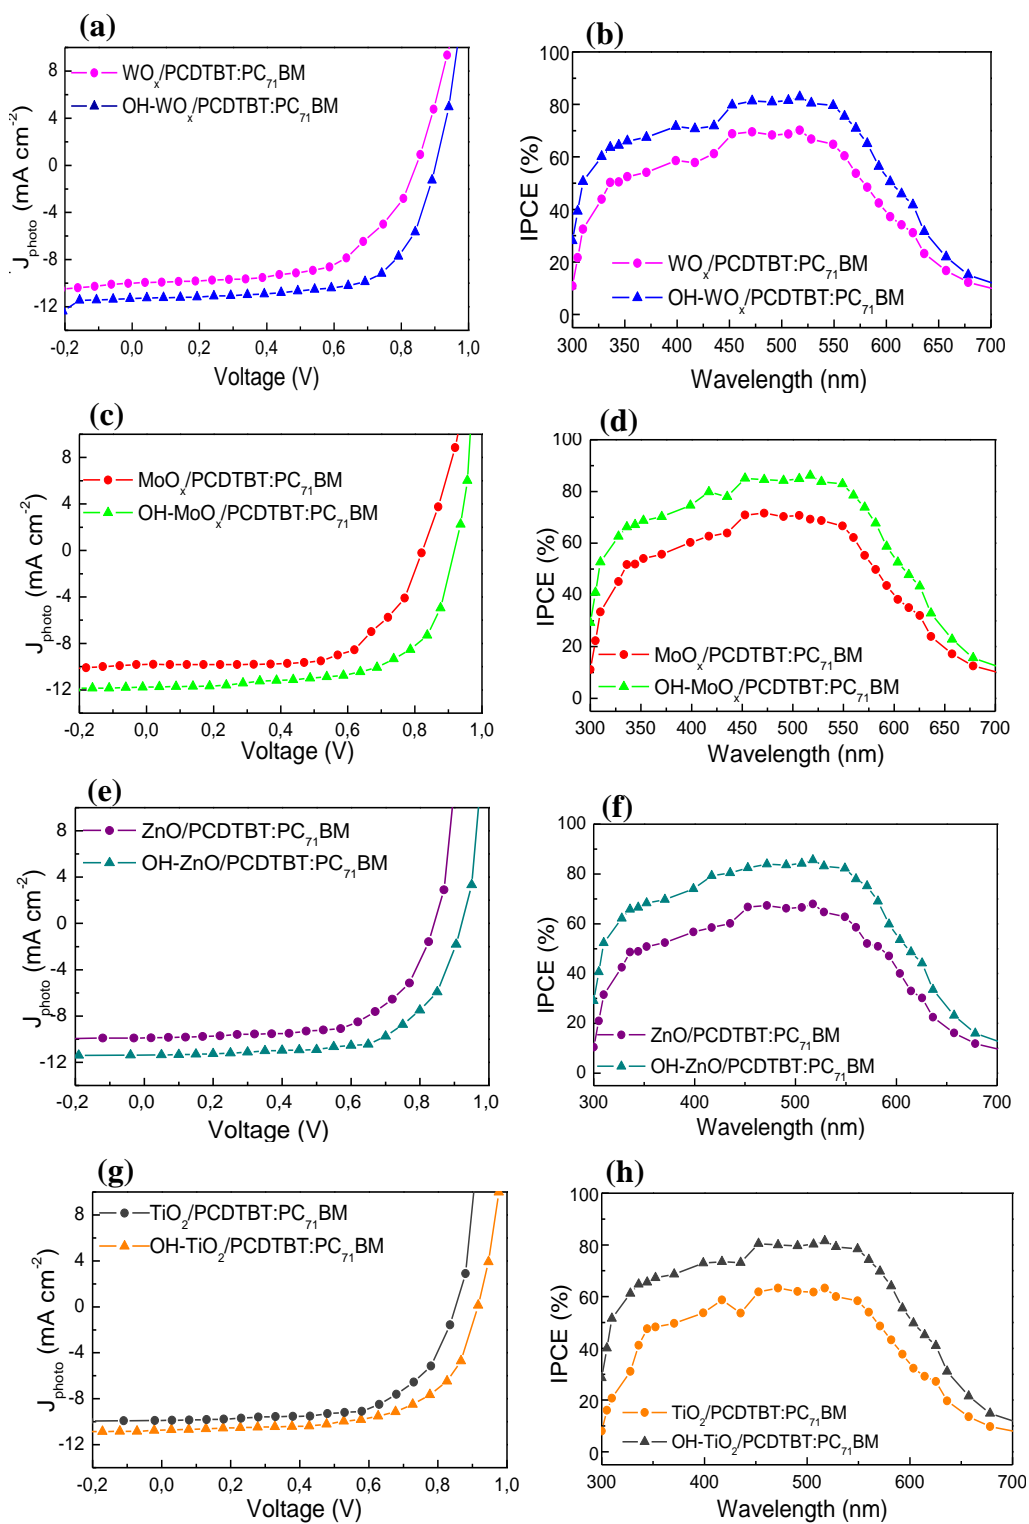 (a)
8
4
0
-4
-8
-12
J_photo (mA cm^-2)
WO_x/PCDTBT:PC_71BM
OH-WO_x/PCDTBT:PC_71BM
-0,2 0,0 0,2 0,4 0,6 0,8 1,0
Voltage (V)
(b)
100
80
60
40
20
0
IPCE (%)
WO_x/PCDTBT:PC_71BM
OH-WO_x/PCDTBT:PC_71BM
300 350 400 450 500 550 600 650 700
Wavelength (nm)
(c)
8
4
0
-4
-8
-12
J_photo (mA cm^-2)
MoO_x/PCDTBT:PC_71BM
OH-MoO_x/PCDTBT:PC_71BM
-0,2 0,0 0,2 0,4 0,6 0,8 1,0
Voltage (V)
(d)
100
80
60
40
20
0
IPCE (%)
MoO_x/PCDTBT:PC_71BM
OH-MoO_x/PCDTBT:PC_71BM
300 350 400 450 500 550 600 650 700
Wavelength (nm)
(e)
8
4
0
-4
-8
-12
J_photo (mA cm^-2)
ZnO/PCDTBT:PC_71BM
OH-ZnO/PCDTBT:PC_71BM
-0,2 0,0 0,2 0,4 0,6 0,8 1,0
Voltage (V)
(f)
100
80
60
40
20
0
IPCE (%)
ZnO/PCDTBT:PC_71BM
OH-ZnO/PCDTBT:PC_71BM
300 400 500 600 700
Wavelength (nm)
(g)
8
4
0
-4
-8
-12
J_photo (mA cm^-2)
TiO_2/PCDTBT:PC_71BM
OH-TiO_2/PCDTBT:PC_71BM
-0,2 0,0 0,2 0,4 0,6 0,8 1,0
Voltage (V)
(h)
100
80
60
40
20
0
IPCE (%)
TiO_2/PCDTBT:PC_71BM
OH-TiO_2/PCDTBT:PC_71BM
300 400 500 600 700
Wavelength (nm)